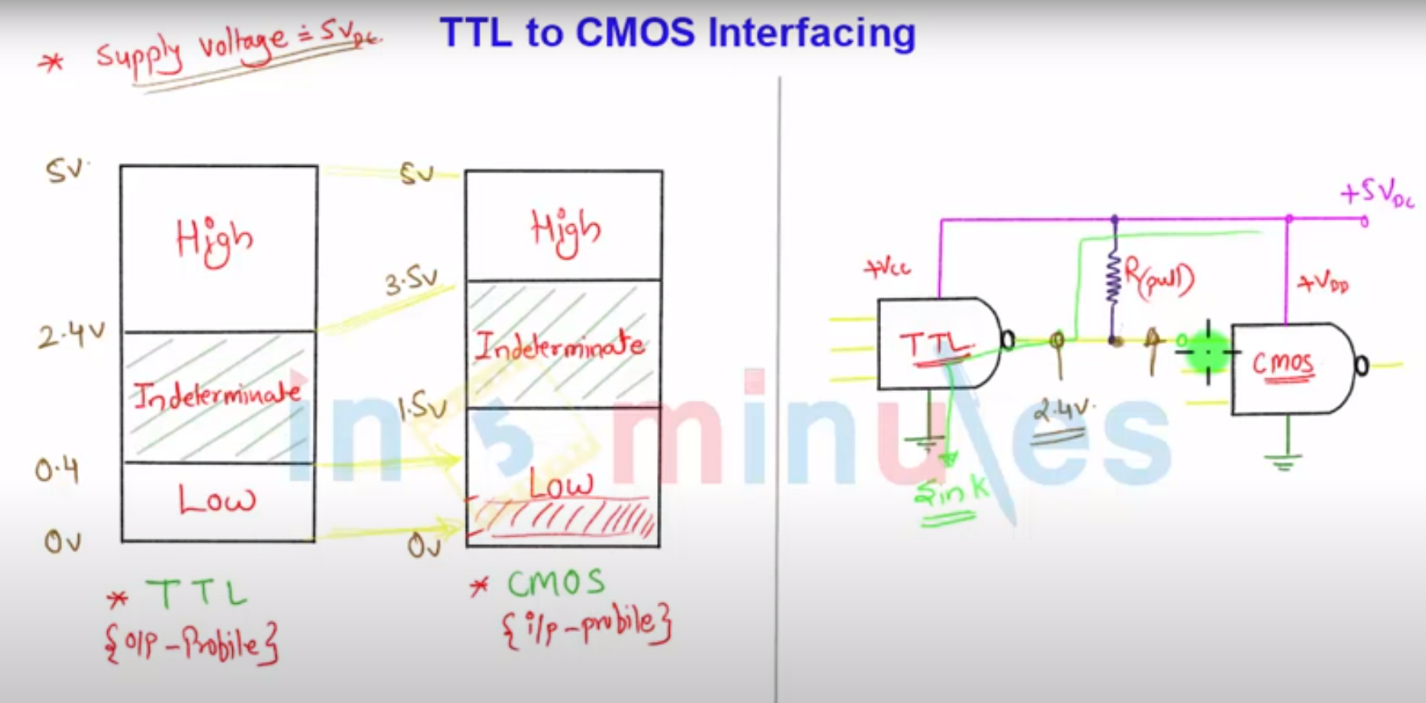 TTL to CMOS Interfacing
* Supply voltage = 5VDC
5V
High
2.4V
Indeterminate
0.4
Low
0V
* TTL
{o/p-Probile}
5V
High
3.5V
Indeterminate
1.5V
Low
0V
* CMOS
{i/p-probile}
+5VDC
+VCC
R(pull)
+VDD
TTL
CMOS
2.4V.
Sink
in 5 minutes